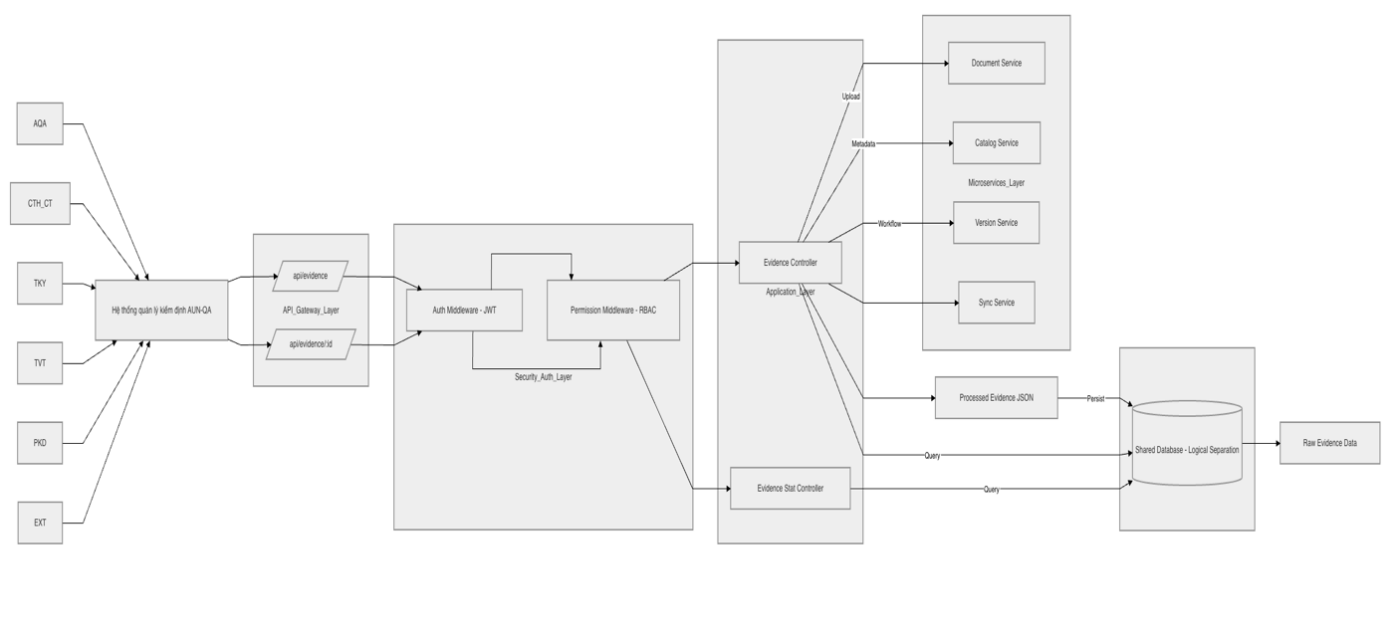 AQA
CTH_CT
TKY
TVT
PKD
EXT
Hệ thống quản lý kiểm định AUN-QA
api/evidence
API_Gateway_Layer
api/evidence/:id
Auth Middleware - JWT
Permission Middleware - RBAC
Security_Auth_Layer
Evidence Controller
Application_Layer
Evidence Stat Controller
Upload
Metadata
Workflow
Document Service
Catalog Service
Microservices_Layer
Version Service
Sync Service
Processed Evidence JSON
Persist
Query
Query
Shared Database - Logical Separation
Raw Evidence Data